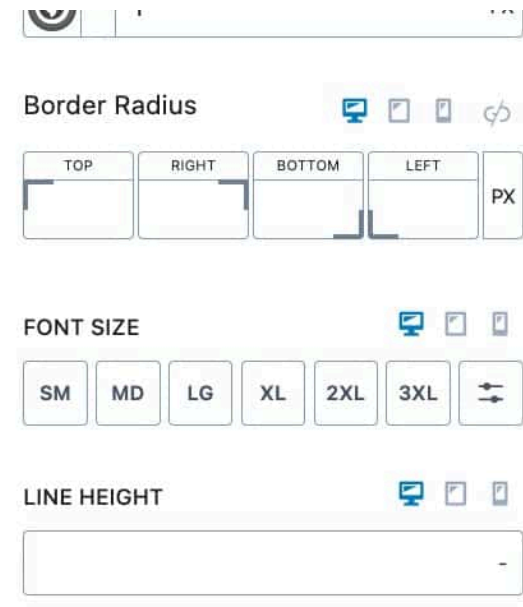 Border Radius
TOP RIGHT BOTTOM LEFT
PX
FONT SIZE
SM MD LG XL 2XL 3XL
LINE HEIGHT
-